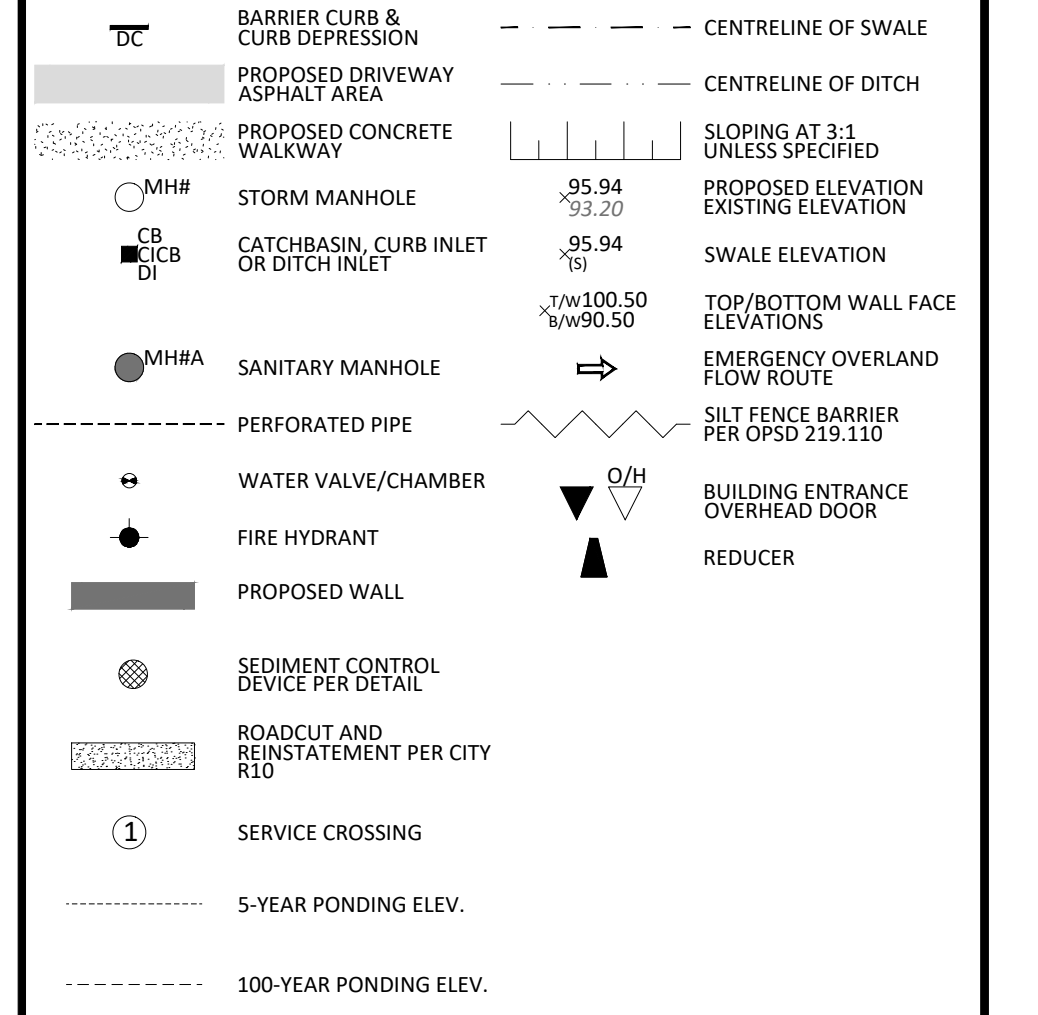 DC
BARRIER CURB &
CURB DEPRESSION
PROPOSED DRIVEWAY
ASPHALT AREA
PROPOSED CONCRETE
WALKWAY
MH#
STORM MANHOLE
CB
CICB
DI
CATCHBASIN, CURB INLET
OR DITCH INLET
MH#A
SANITARY MANHOLE
PERFORATED PIPE
WATER VALVE/CHAMBER
FIRE HYDRANT
PROPOSED WALL
SEDIMENT CONTROL
DEVICE PER DETAIL
ROADCUT AND
REINSTATEMENT PER CITY
R10
1
SERVICE CROSSING
5-YEAR PONDING ELEV.
100-YEAR PONDING ELEV.
CENTRELINE OF SWALE
CENTRELINE OF DITCH
SLOPING AT 3:1
UNLESS SPECIFIED
95.94
93.20
PROPOSED ELEVATION
EXISTING ELEVATION
95.94
(S)
SWALE ELEVATION
T/W100.50
B/W90.50
TOP/BOTTOM WALL FACE
ELEVATIONS
EMERGENCY OVERLAND
FLOW ROUTE
SILT FENCE BARRIER
PER OPSD 219.110
O/H
BUILDING ENTRANCE
OVERHEAD DOOR
REDUCER